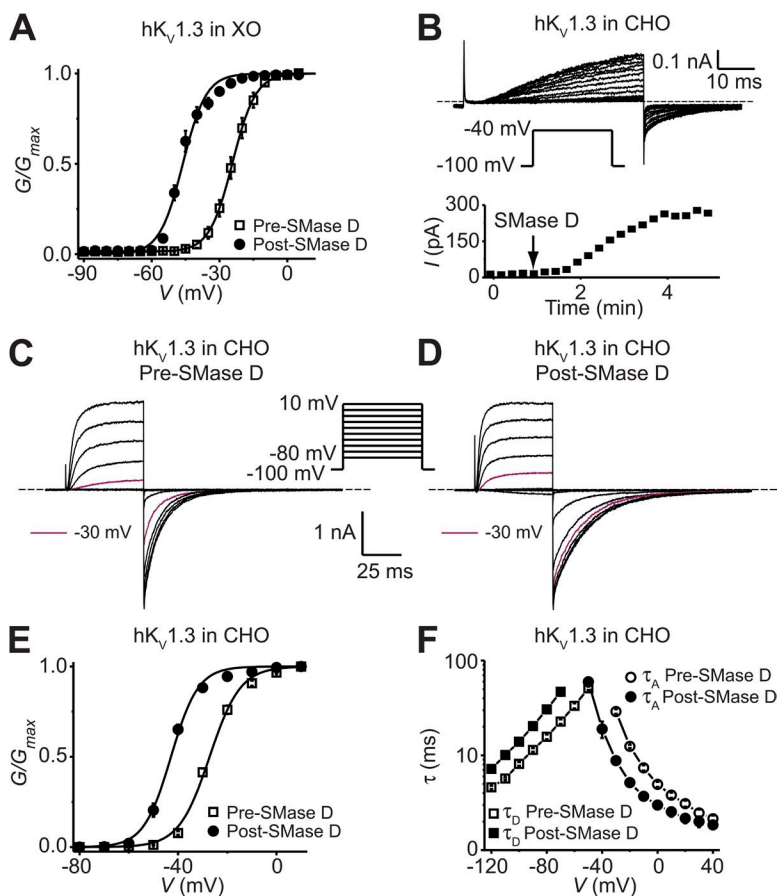 A
hKV1.3 in XO
G/Gmax
1.0
0.5
0.0
Pre-SMase D
Post-SMase D
-90 -60 -30 0
V (mV)
B
hKV1.3 in CHO
0.1 nA
10 ms
-40 mV
-100 mV
I (pA)
300
150
0
SMase D
0 2 4
Time (min)
C
hKV1.3 in CHO
Pre-SMase D
-30 mV
10 mV
-80 mV
-100 mV
1 nA
25 ms
D
hKV1.3 in CHO
Post-SMase D
-30 mV
E
hKV1.3 in CHO
G/Gmax
1.0
0.5
0.0
Pre-SMase D
Post-SMase D
-80 -40 0
V (mV)
F
hKV1.3 in CHO
τ (ms)
100
10
1
τA Pre-SMase D
τA Post-SMase D
τD Pre-SMase D
τD Post-SMase D
-120 -80 -40 0 40
V (mV)